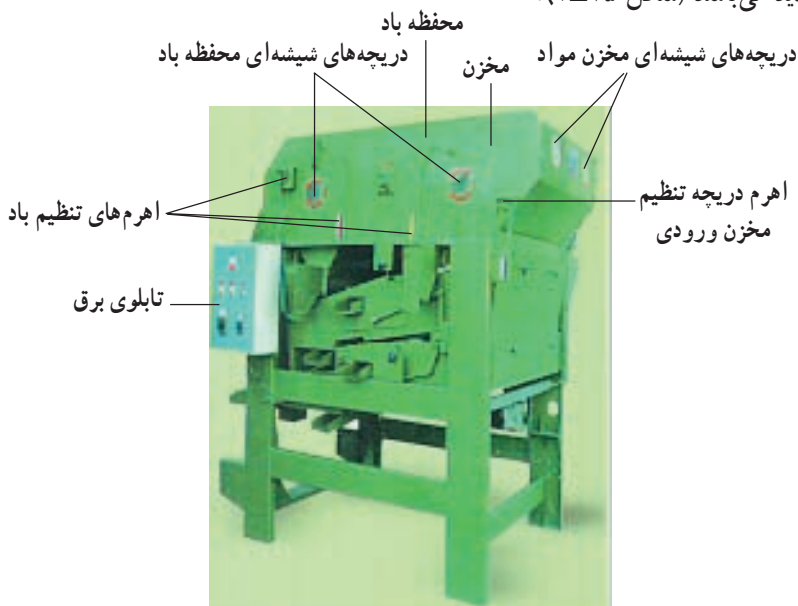 محفظه باد
دریچه‌های شیشه‌ای مخزن مواد
مخزن
دریچه‌های شیشه‌ای محفظه باد
اهرم دریچه تنظیم
مخزن ورودی
اهرم‌های تنظیم باد
تابلوی برق